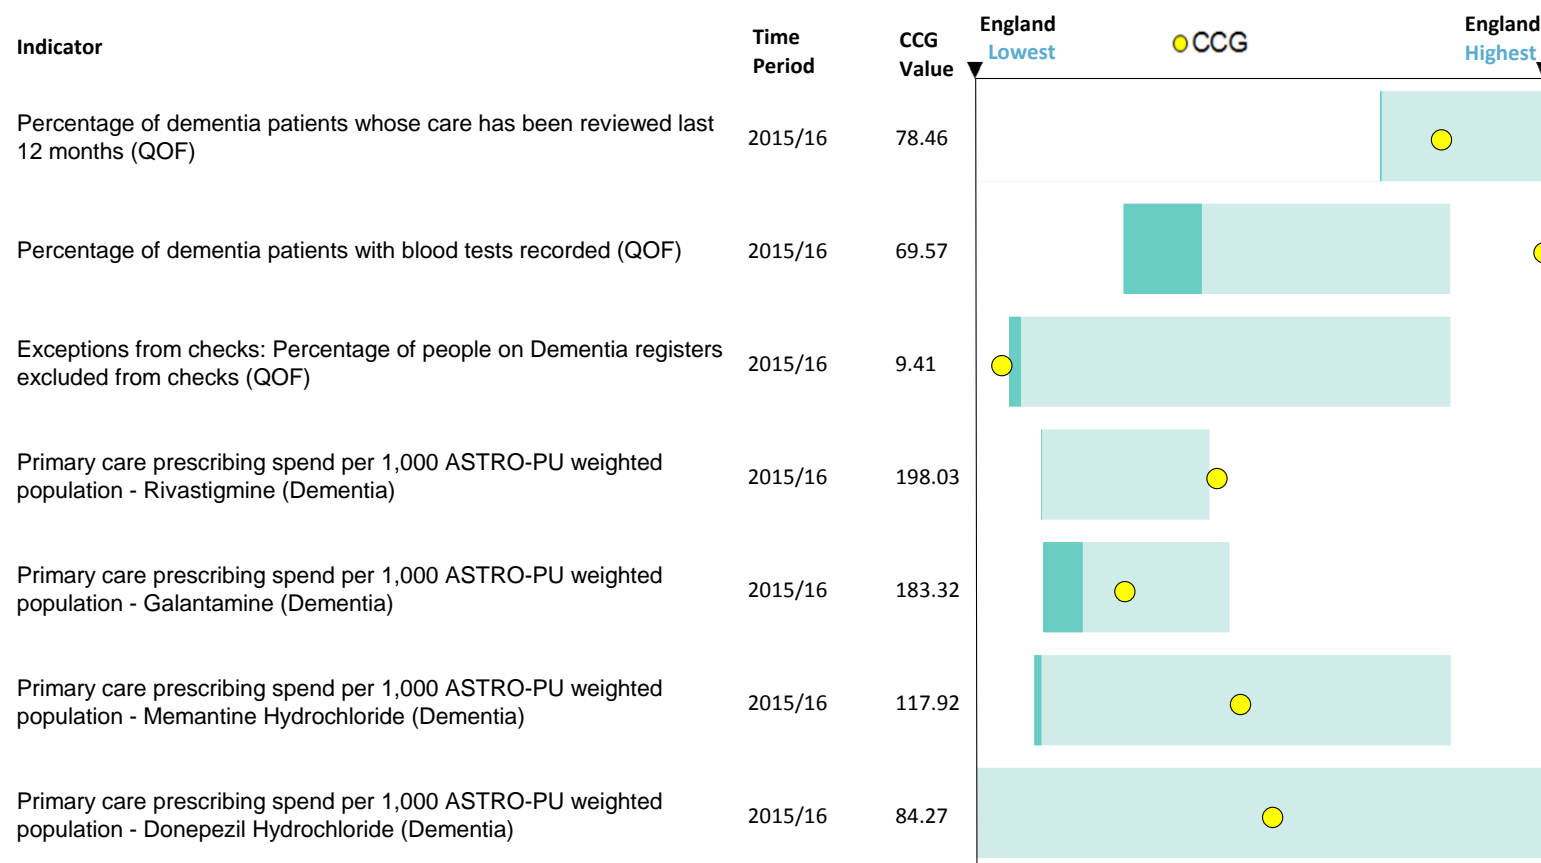 Indicator
Time
Period
CCG
Value
England
Lowest
CCG
England
Highest
Percentage of dementia patients whose care has been reviewed last
12 months (QOF)
2015/16
78.46
Percentage of dementia patients with blood tests recorded (QOF)
2015/16
69.57
Exceptions from checks: Percentage of people on Dementia registers
excluded from checks (QOF)
2015/16
9.41
Primary care prescribing spend per 1,000 ASTRO-PU weighted
population - Rivastigmine (Dementia)
2015/16
198.03
Primary care prescribing spend per 1,000 ASTRO-PU weighted
population - Galantamine (Dementia)
2015/16
183.32
Primary care prescribing spend per 1,000 ASTRO-PU weighted
population - Memantine Hydrochloride (Dementia)
2015/16
117.92
Primary care prescribing spend per 1,000 ASTRO-PU weighted
population - Donepezil Hydrochloride (Dementia)
2015/16
84.27